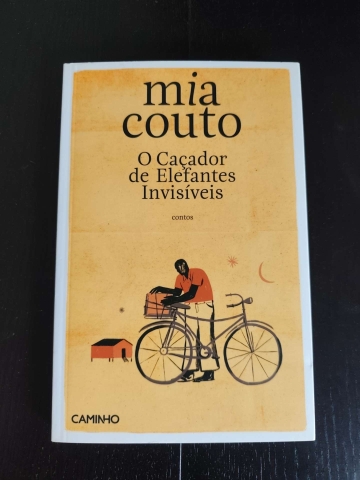 mia
couto
O Caçador
de Elefantes
Invisíveis
contos
CAMINHO